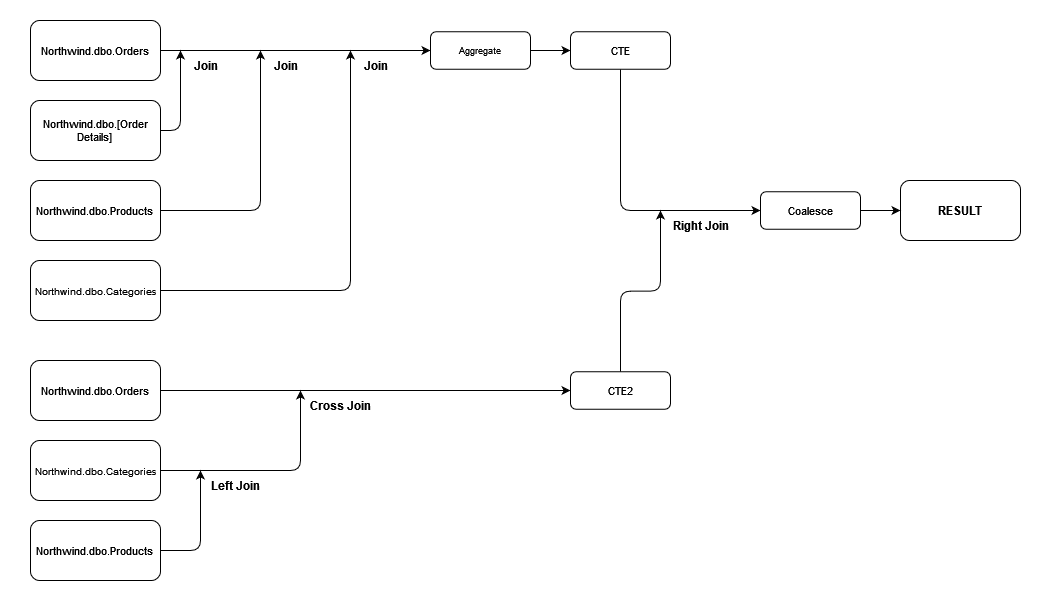 Northwind.dbo.Orders
Aggregate
CTE
Join
Join
Join
Northwind.dbo.[Order
Details]
Northwind.dbo.Products
Coalesce
RESULT
Right Join
Northwind.dbo.Categories
Northwind.dbo.Orders
CTE2
Cross Join
Northwind.dbo.Categories
Left Join
Northwind.dbo.Products